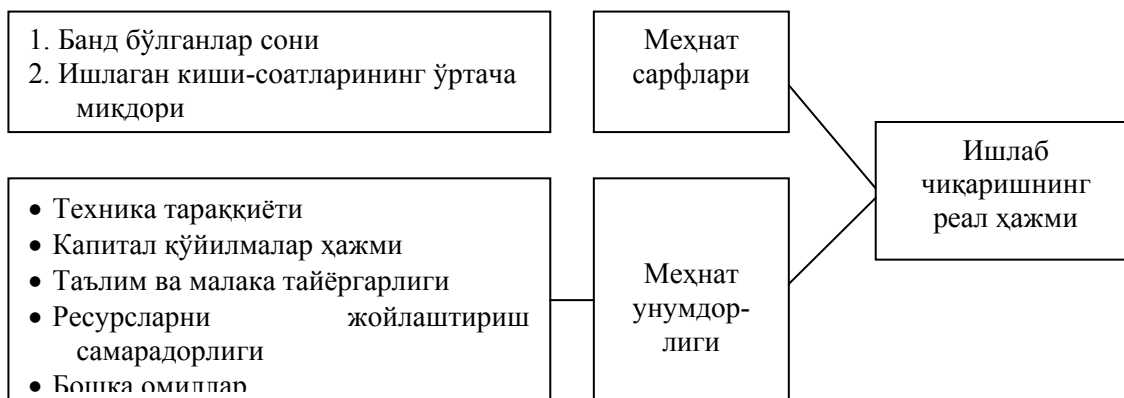 1. Банд бўлганлар сони
2. Ишлаган киши-соатларининг ўртача
миқдори
Меҳнат
сарфлари
Ишлаб
чиқаришнинг
реал ҳажми
• Техника тараққиёти
• Капитал қўйилмалар ҳажми
• Таълим ва малака тайёргарлиги
• Ресурсларни жойлаштириш
самарадорлиги
• Бошқа омиллар
Меҳнат
унумдор-
лиги